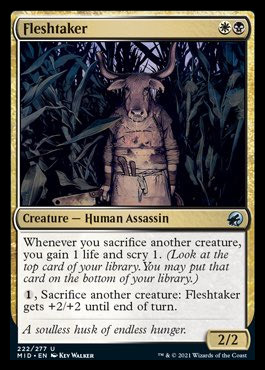 Fleshtaker
Creature — Human Assassin
Whenever you sacrifice another creature,
you gain 1 life and scry 1. (Look at the
top card of your library. You may put that
card on the bottom of your library.)
1, Sacrifice another creature: Fleshtaker
gets +2/+2 until end of turn.
A soulless husk of endless hunger.
2/2
222/277 U
MID • EN KEY WALKER
™ & © 2021 Wizards of the Coast